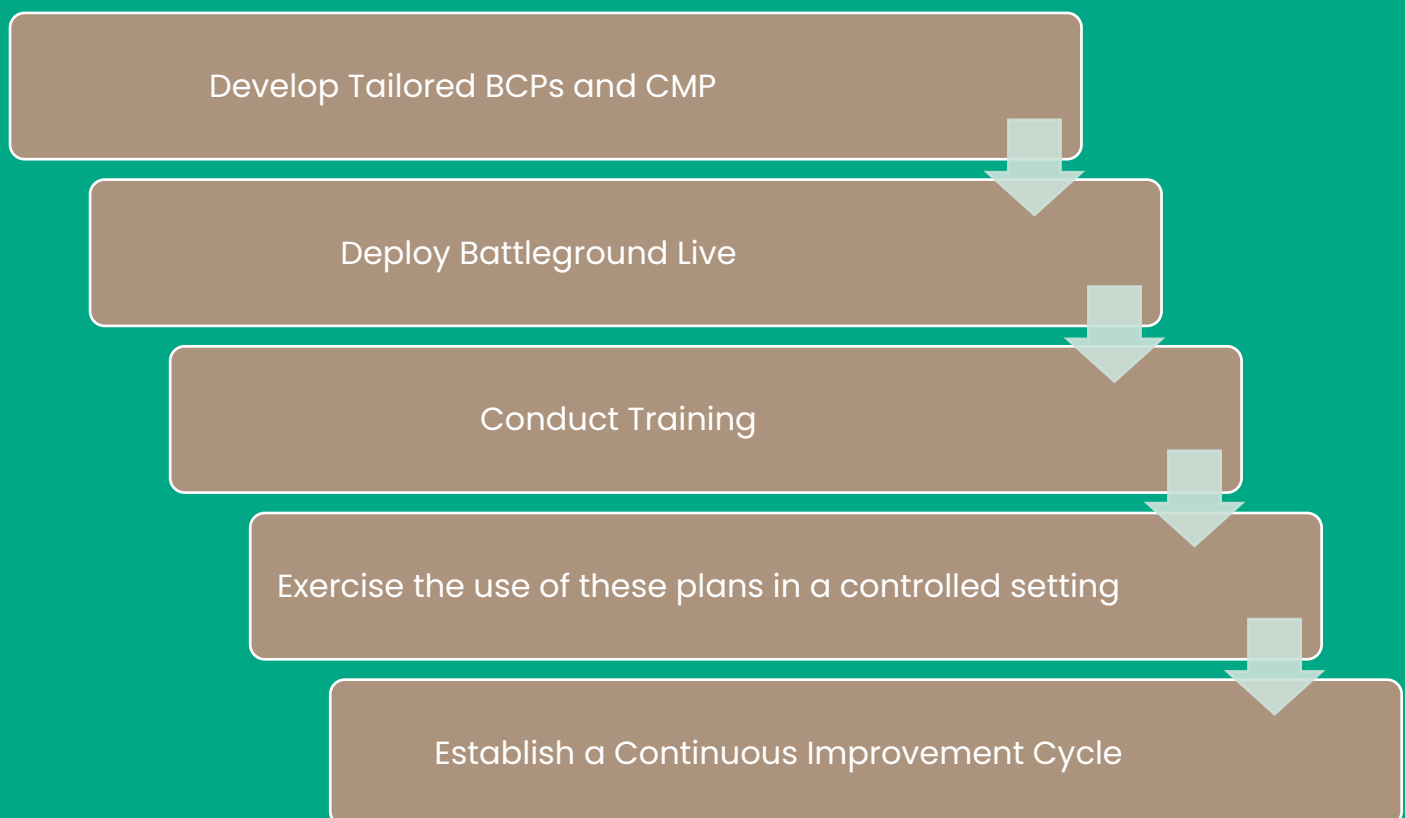 Develop Tailored BCPs and CMP
Deploy Battleground Live
Conduct Training
Exercise the use of these plans in a controlled setting
Establish a Continuous Improvement Cycle